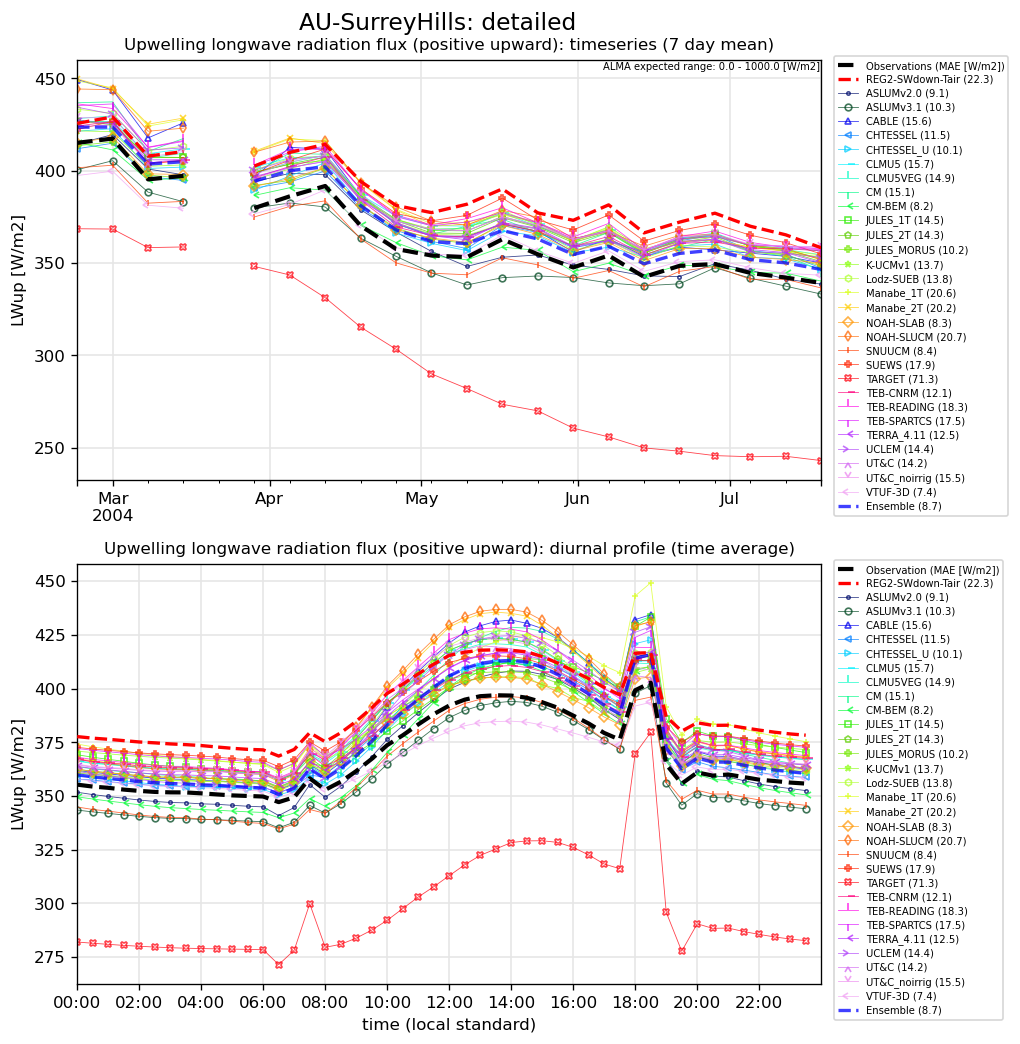 AU-SurreyHills: detailed
Upwelling longwave radiation flux (positive upward): timeseries (7 day mean)
ALMA expected range: 0.0 - 1000.0 [W/m2]
LWup [W/m2]
450
400
350
300
250
Mar
2004
Apr
May
Jun
Jul
Observations (MAE [W/m2])
REG2-SWdown-Tair (22.3)
ASLUMv2.0 (9.1)
ASLUMv3.1 (10.3)
CABLE (15.6)
CHTESSEL (11.5)
CHTESSEL_U (10.1)
CLMU5 (15.7)
CLMU5VEG (14.9)
CM (15.1)
CM-BEM (8.2)
JULES_1T (14.5)
JULES_2T (14.3)
JULES_MORUS (10.2)
K-UCMv1 (13.7)
Lodz-SUEB (13.8)
Manabe_1T (20.6)
Manabe_2T (20.2)
NOAH-SLAB (8.3)
NOAH-SLUCM (20.7)
SNUUCM (8.4)
SUEWS (17.9)
TARGET (71.3)
TEB-CNRM (12.1)
TEB-READING (18.3)
TEB-SPARTCS (17.5)
TERRA_4.11 (12.5)
UCLEM (14.4)
UT&C (14.2)
UT&C_noirrig (15.5)
VTUF-3D (7.4)
Ensemble (8.7)
Upwelling longwave radiation flux (positive upward): diurnal profile (time average)
LWup [W/m2]
450
425
400
375
350
325
300
275
00:00
02:00
04:00
06:00
08:00
10:00
12:00
14:00
16:00
18:00
20:00
22:00
time (local standard)
Observation (MAE [W/m2])
REG2-SWdown-Tair (22.3)
ASLUMv2.0 (9.1)
ASLUMv3.1 (10.3)
CABLE (15.6)
CHTESSEL (11.5)
CHTESSEL_U (10.1)
CLMU5 (15.7)
CLMU5VEG (14.9)
CM (15.1)
CM-BEM (8.2)
JULES_1T (14.5)
JULES_2T (14.3)
JULES_MORUS (10.2)
K-UCMv1 (13.7)
Lodz-SUEB (13.8)
Manabe_1T (20.6)
Manabe_2T (20.2)
NOAH-SLAB (8.3)
NOAH-SLUCM (20.7)
SNUUCM (8.4)
SUEWS (17.9)
TARGET (71.3)
TEB-CNRM (12.1)
TEB-READING (18.3)
TEB-SPARTCS (17.5)
TERRA_4.11 (12.5)
UCLEM (14.4)
UT&C (14.2)
UT&C_noirrig (15.5)
VTUF-3D (7.4)
Ensemble (8.7)